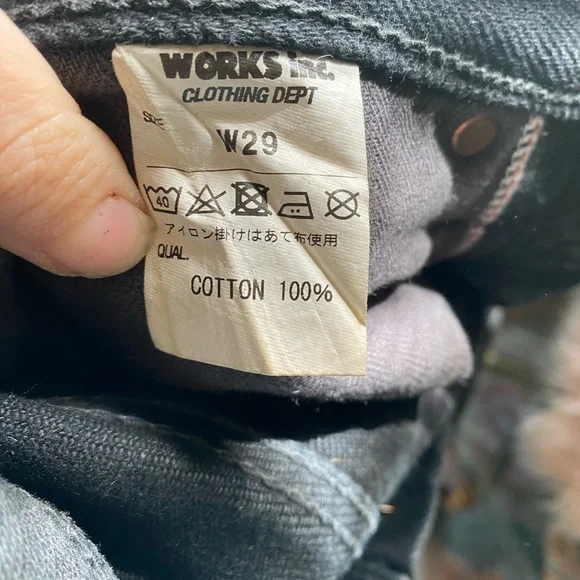 WORKS inc.
CLOTHING DEPT
SIZE
W29
40
アイロン掛けはあて布使用
QUAL.
COTTON 100%